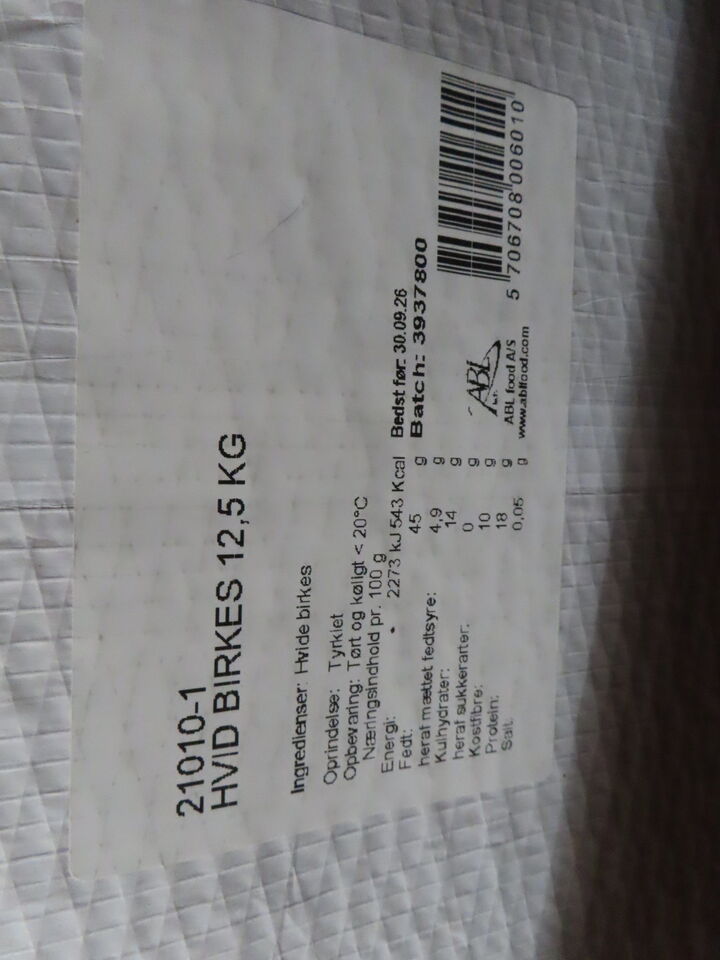 21010-1
HVID BIRKES 12,5 KG
Ingredienser: Hvide birkes
Oprindelse: Tyrkiet
Opbevaring: Tørt og køligt < 20°C
Næringsindhold pr. 100 g
Energi: 2273 kJ 543 Kcal
Fedt: 45 g
heraf mættet fedtsyre: 4,9 g
Kulhydrater: 14 g
heraf sukkerarter: 0 g
Kostfibre: 10 g
Protein: 18 g
Salt: 0,05 g
Bedst før: 30.09.26
Batch: 3937800
ABL
ABL food A/S
www.ablfood.com
5 706708 006010